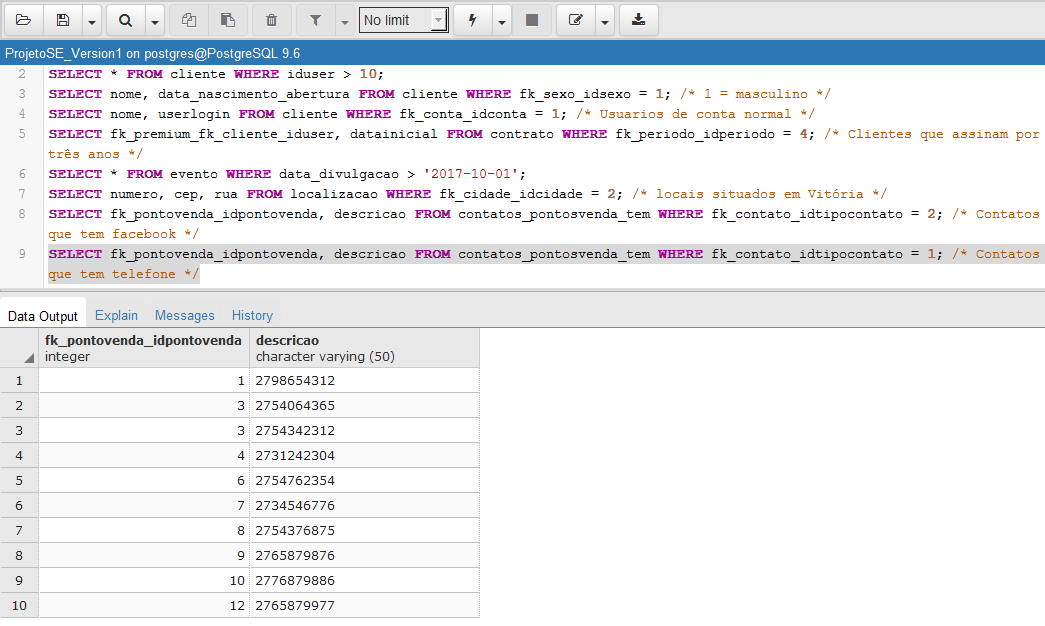 No limit
ProjetoSE_Version1 on postgres@PostgreSQL 9.6
2 SELECT * FROM cliente WHERE iduser > 10;
3 SELECT nome, data_nascimento_abertura FROM cliente WHERE fk_sexo_idsexo = 1; /* 1 = masculino */
4 SELECT nome, userlogin FROM cliente WHERE fk_conta_idconta = 1; /* Usuarios de conta normal */
5 SELECT fk_premium_fk_cliente_iduser, datainicial FROM contrato WHERE fk_periodo_idperiodo = 4; /* Clientes que assinam por
três anos */
6 SELECT * FROM evento WHERE data_divulgacao > '2017-10-01';
7 SELECT numero, cep, rua FROM localizacao WHERE fk_cidade_idcidade = 2; /* locais situados em Vitória */
8 SELECT fk_pontovenda_idpontovenda, descricao FROM contatos_pontosvenda_tem WHERE fk_contato_idtipocontato = 2; /* Contatos
que tem facebook */
9 SELECT fk_pontovenda_idpontovenda, descricao FROM contatos_pontosvenda_tem WHERE fk_contato_idtipocontato = 1; /* Contatos
que tem telefone */
Data Output Explain Messages History
fk_pontovenda_idpontovenda descricao
integer character varying (50)
1 1 2798654312
2 3 2754064365
3 3 2754342312
4 4 2731242304
5 6 2754762354
6 7 2734546776
7 8 2754376875
8 9 2765879876
9 10 2776879886
10 12 2765879977